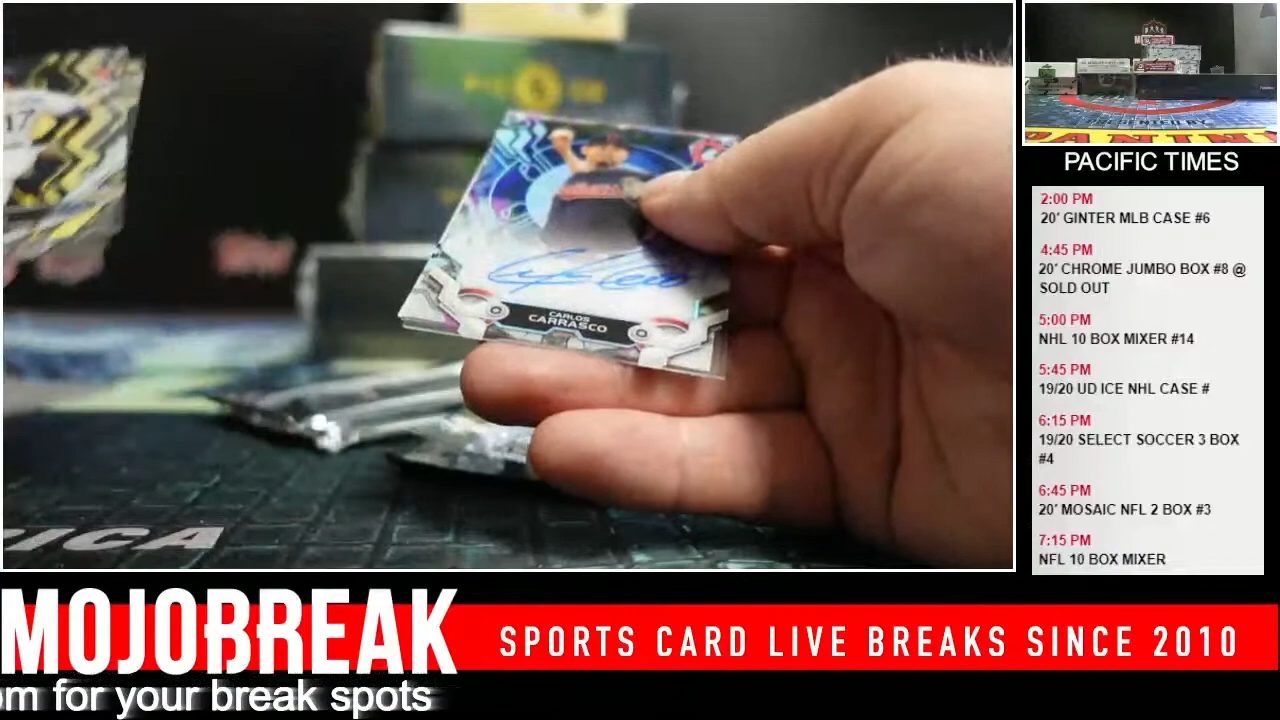 17
CARLOS
CARRASCO
RICA
PACIFIC TIMES
2:00 PM
20' GINTER MLB CASE #6
4:45 PM
20' CHROME JUMBO BOX #8 @
SOLD OUT
5:00 PM
NHL 10 BOX MIXER #14
5:45 PM
19/20 UD ICE NHL CASE #
6:15 PM
19/20 SELECT SOCCER 3 BOX
#4
6:45 PM
20' MOSAIC NFL 2 BOX #3
7:15 PM
NFL 10 BOX MIXER
MOJOBREAK
SPORTS CARD LIVE BREAKS SINCE 2010
om for your break spots